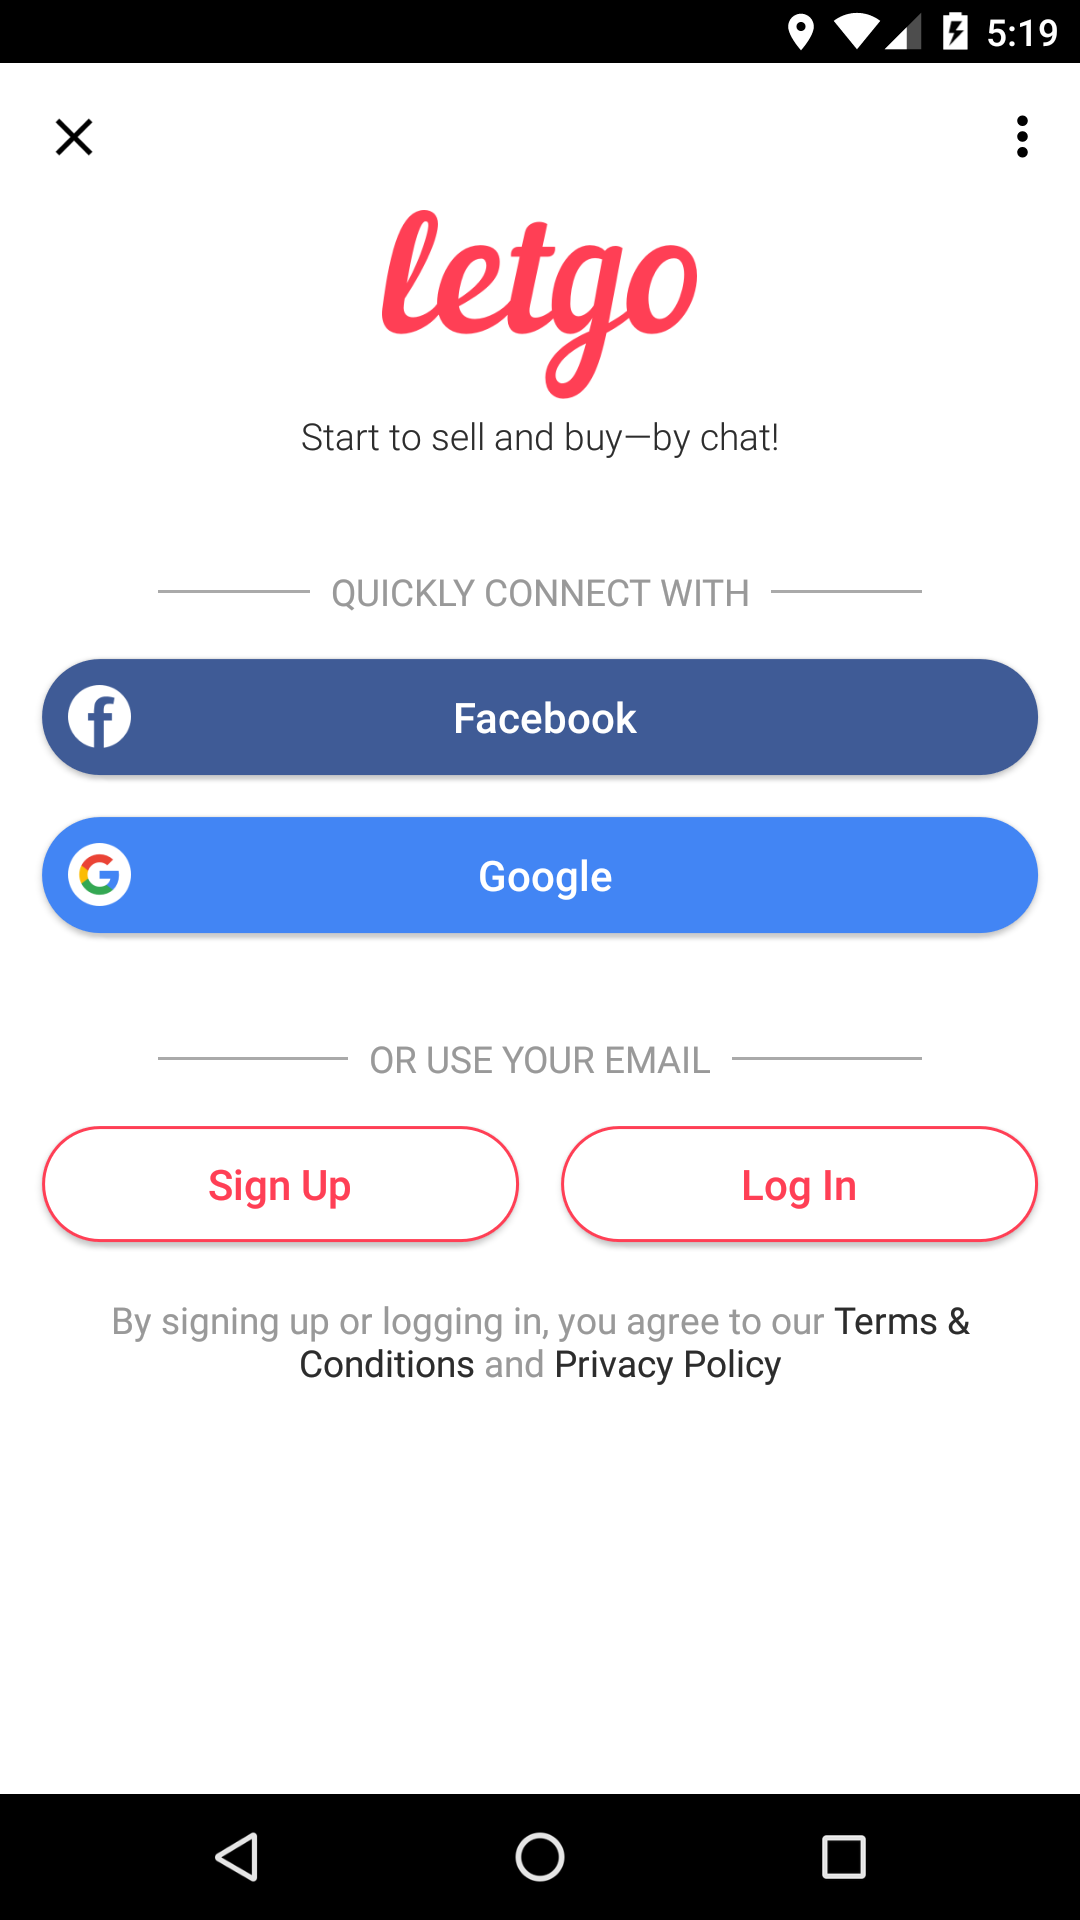 5:19
letgo
Start to sell and buy—by chat!
QUICKLY CONNECT WITH
Facebook
Google
OR USE YOUR EMAIL
Sign Up
Log In
By signing up or logging in, you agree to our Terms &
Conditions and Privacy Policy